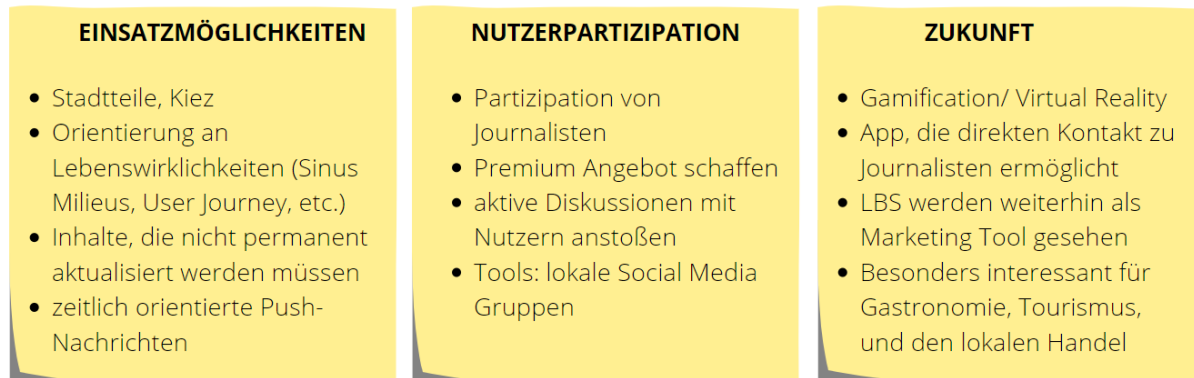 EINSATZMÖGLICHKEITEN
• Stadtteile, Kiez
• Orientierung an
Lebenswirklichkeiten (Sinus
Milieus, User Journey, etc.)
• Inhalte, die nicht permanent
aktualisiert werden müssen
• zeitlich orientierte Push-
Nachrichten
NUTZERPARTIZIPATION
• Partizipation von
Journalisten
• Premium Angebot schaffen
• aktive Diskussionen mit
Nutzern anstoßen
• Tools: lokale Social Media
Gruppen
ZUKUNFT
• Gamification/ Virtual Reality
• App, die direkten Kontakt zu
Journalisten ermöglicht
• LBS werden weiterhin als
Marketing Tool gesehen
• Besonders interessant für
Gastronomie, Tourismus,
und den lokalen Handel